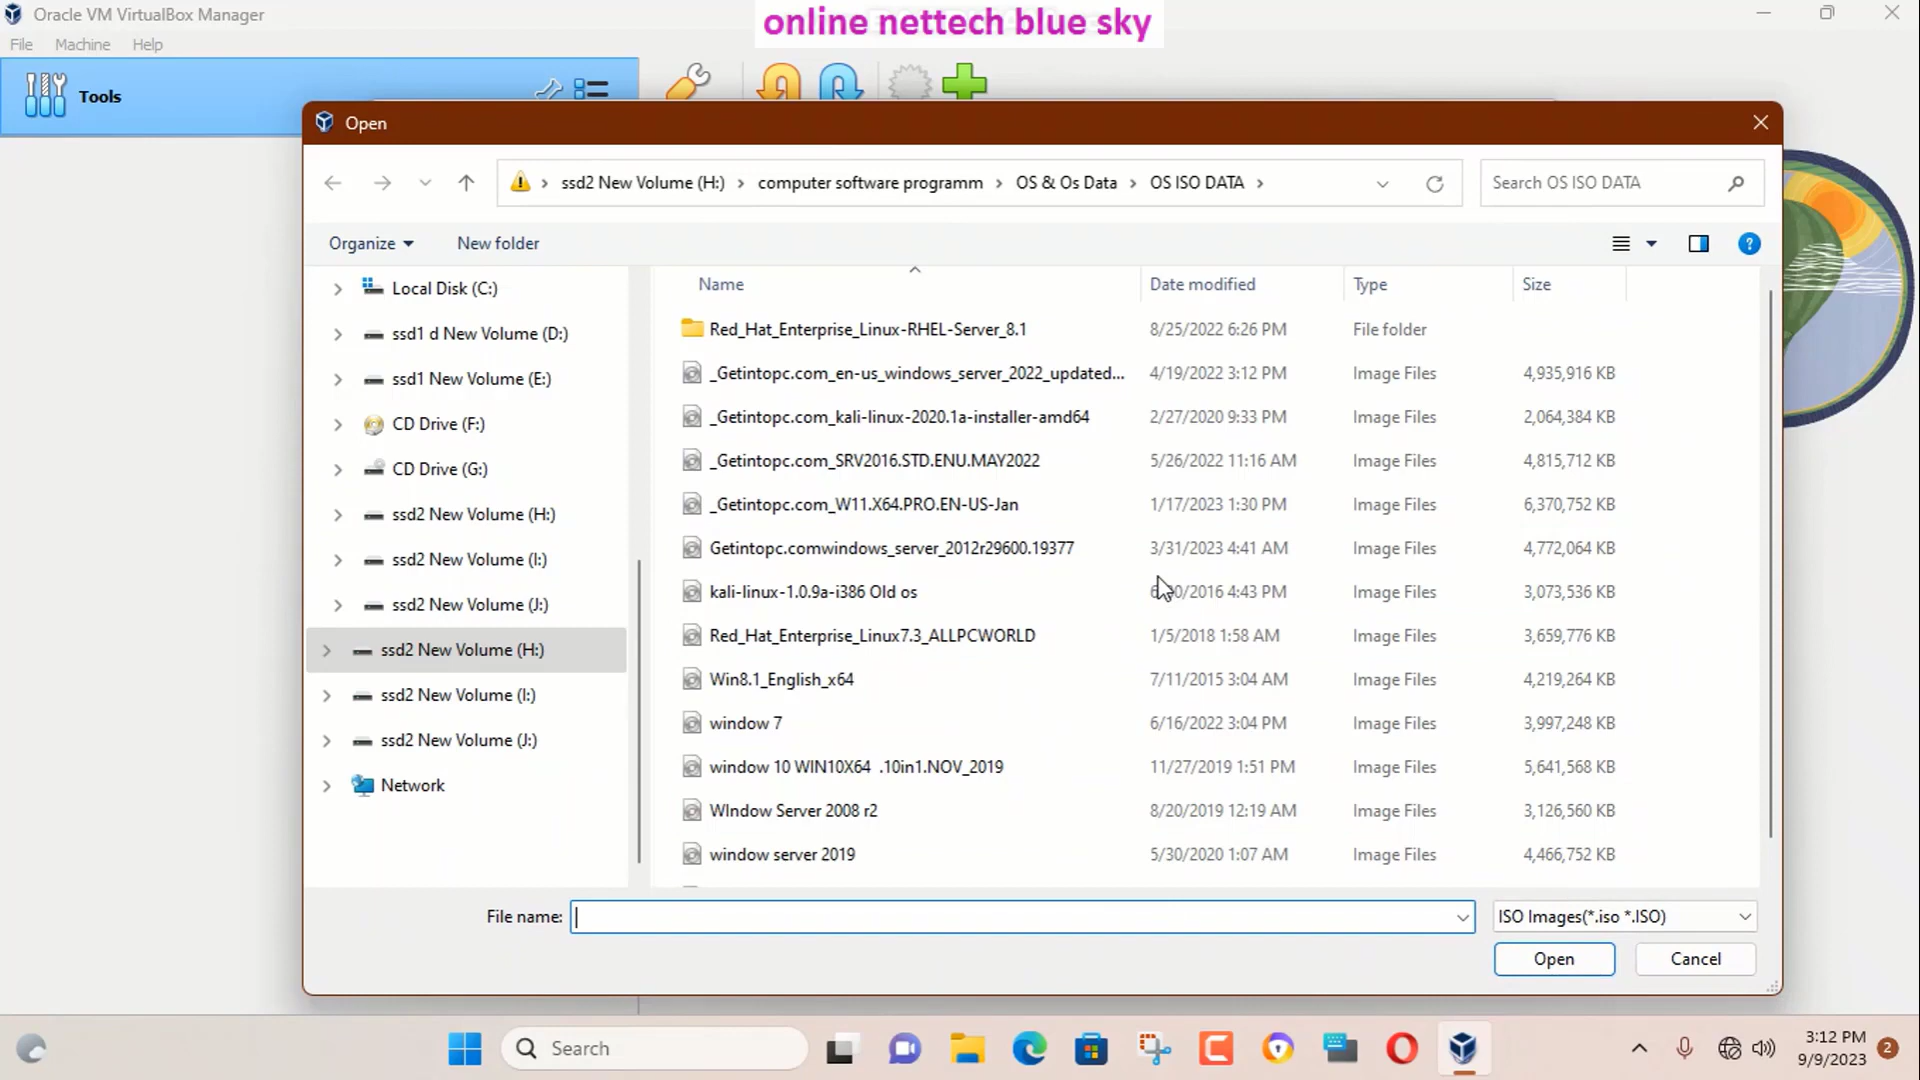 Oracle VM VirtualBox Manager
online nettech blue sky
File Machine Help
Tools
Open
ssd2 New Volume (H:) › computer software programm › OS & Os Data › OS ISO DATA ›
Search OS ISO DATA
Organize New folder
Name Date modified Type Size
Local Disk (C:)
ssd1 d New Volume (D:)
ssd1 New Volume (E:)
CD Drive (F:)
CD Drive (G:)
ssd2 New Volume (H:)
ssd2 New Volume (I:)
ssd2 New Volume (J:)
ssd2 New Volume (H:)
ssd2 New Volume (I:)
ssd2 New Volume (J:)
Network
Red_Hat_Enterprise_Linux-RHEL-Server_8.1 8/25/2022 6:26 PM File folder
_Getintopc.com_en-us_windows_server_2022_updated... 4/19/2022 3:12 PM Image Files 4,935,916 KB
_Getintopc.com_kali-linux-2020.1a-installer-amd64 2/27/2020 9:33 PM Image Files 2,064,384 KB
_Getintopc.com_SRV2016.STD.ENU.MAY2022 5/26/2022 11:16 AM Image Files 4,815,712 KB
_Getintopc.com_W11.X64.PRO.EN-US-Jan 1/17/2023 1:30 PM Image Files 6,370,752 KB
Getintopc.comwindows_server_2012r29600.19377 3/31/2023 4:41 AM Image Files 4,772,064 KB
kali-linux-1.0.9a-i386 Old os 4:43 PM Image Files 3,073,536 KB
Red_Hat_Enterprise_Linux7.3_ALLPCWORLD 1/5/2018 1:58 AM Image Files 3,659,776 KB
Win8.1_English_x64 7/11/2015 3:04 AM Image Files 4,219,264 KB
window 7 6/16/2022 3:04 PM Image Files 3,997,248 KB
window 10 WIN10X64 .10in1.NOV_2019 11/27/2019 1:51 PM Image Files 5,641,568 KB
WIndow Server 2008 r2 8/20/2019 12:19 AM Image Files 3,126,560 KB
window server 2019 5/30/2020 1:07 AM Image Files 4,466,752 KB
File name: ISO Images(*.iso *.ISO)
Open Cancel
Search
3:12 PM
9/9/2023
2